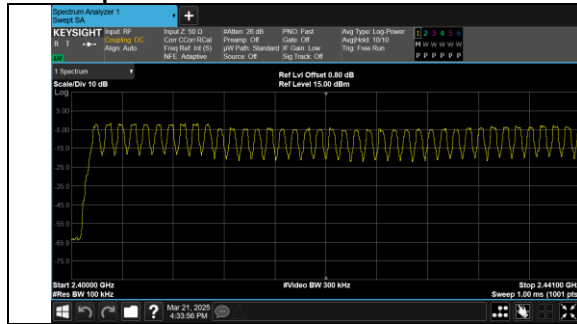 Spectrum Analyzer 1
Swept SA
+
KEYSIGHT
R T
Input: RF
Coupling: DC
Align: Auto
Input Z: 50 Ω
Corr CCorr RCal
Freq Ref: Int (S)
NFE: Adaptive
#Atten: 26 dB
Preamp: Off
µW Path: Standard
Source: Off
PNO: Fast
Gate: Off
IF Gain: Low
Sig Track: Off
Avg Type: Log-Power
Avg|Hold: 10/10
Trig: Free Run
1 2 3 4 5 6
M W W W W W
P P P P P P
1 Spectrum
Scale/Div 10 dB
Log
Ref Lvl Offset 0.80 dB
Ref Level 15.00 dBm
5.00
-5.00
-15.0
-25.0
-35.0
-45.0
-55.0
-65.0
-75.0
Start 2.40000 GHz
#Res BW 100 kHz
#Video BW 300 kHz
Stop 2.44100 GH
Sweep 1.00 ms (1001 pts
?
Mar 21, 2025
4:33:56 PM